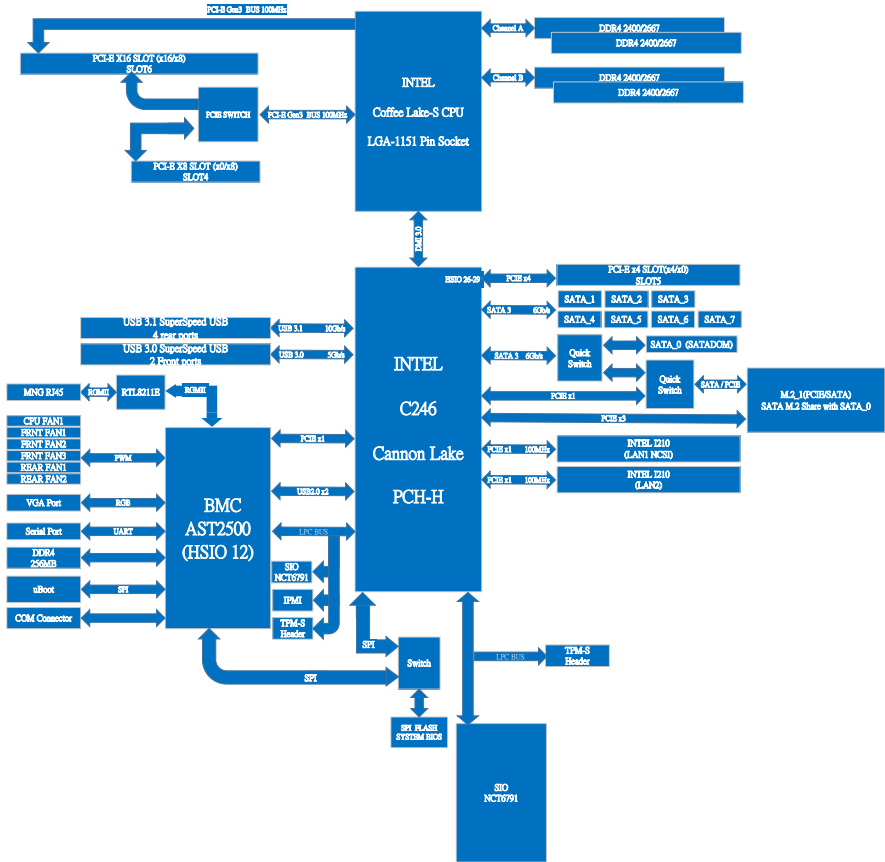 PCI-E Gen3 BUS 100MHz
PCI-E X16 SLOT (x16/x8)
SLOT6
PCIE SWITCH
PCI-E Gen3 BUS 100MHz
PCI-E X8 SLOT (x0/x8)
SLOT4
INTEL
Coffee Lake-S CPU
LGA-1151 Pin Socket
Channel A
DDR4 2400/2667
DDR4 2400/2667
Channel B
DDR4 2400/2667
DDR4 2400/2667
DMI 3.0
HSIO 26-29
PCIE x4
PCI-E x4 SLOT(x4/x0)
SLOT5
SATA 3 6Gb/s
SATA_1 SATA_2 SATA_3
SATA_4 SATA_5 SATA_6 SATA_7
USB 3.1 SuperSpeed USB
4 rear ports
USB 3.1 10Gb/s
USB 3.0 SuperSpeed USB
2 Front ports
USB 3.0 5Gb/s
INTEL
C246
Cannon Lake
PCH-H
SATA 3 6Gb/s
Quick
Switch
SATA_0 (SATADOM)
Quick
Switch
SATA / PCIE
M.2_1(PCIE/SATA)
SATA M.2 Share with SATA_0
PCIE x1
PCIE x3
PCIE x1 100MHz
INTEL I210
(LAN1 NCSI)
PCIE x1 100MHz
INTEL I210
(LAN2)
MNG RJ45
RGMII
RTL8211E
RGMII
CPU FAN1
FRNT FAN1
FRNT FAN2
FRNT FAN3
REAR FAN1
REAR FAN2
PWM
VGA Port
RGB
Serial Port
UART
DDR4
256MB
uBoot
SPI
COM Connector
BMC
AST2500
(HSIO 12)
PCIE x1
USB2.0 x2
LPC BUS
SIO
NCT6791
IPMI
TPM-S
Header
SPI
SPI
Switch
SPI FLASH
SYSTEM BIOS
LPC BUS
TPM-S
Header
SIO
NCT6791